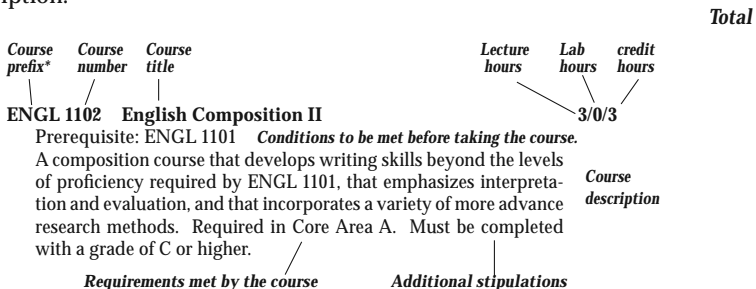 iption.
Total
Course Course Course Lecture Lab credit
prefix* number title hours hours hours
ENGL 1102 English Composition II 3/0/3
Prerequisite: ENGL 1101 Conditions to be met before taking the course.
A composition course that develops writing skills beyond the levels
of proficiency required by ENGL 1101, that emphasizes interpreta- Course
tion and evaluation, and that incorporates a variety of more advance description
research methods. Required in Core Area A. Must be completed
with a grade of C or higher.
Requirements met by the course Additional stipulations